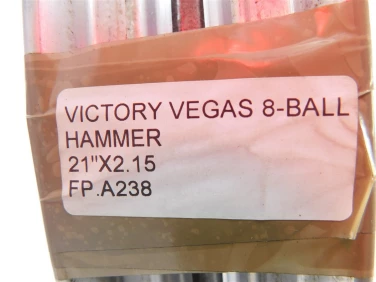 VICTORY VEGAS 8-BALL
HAMMER
21"X2.15
FP.A238